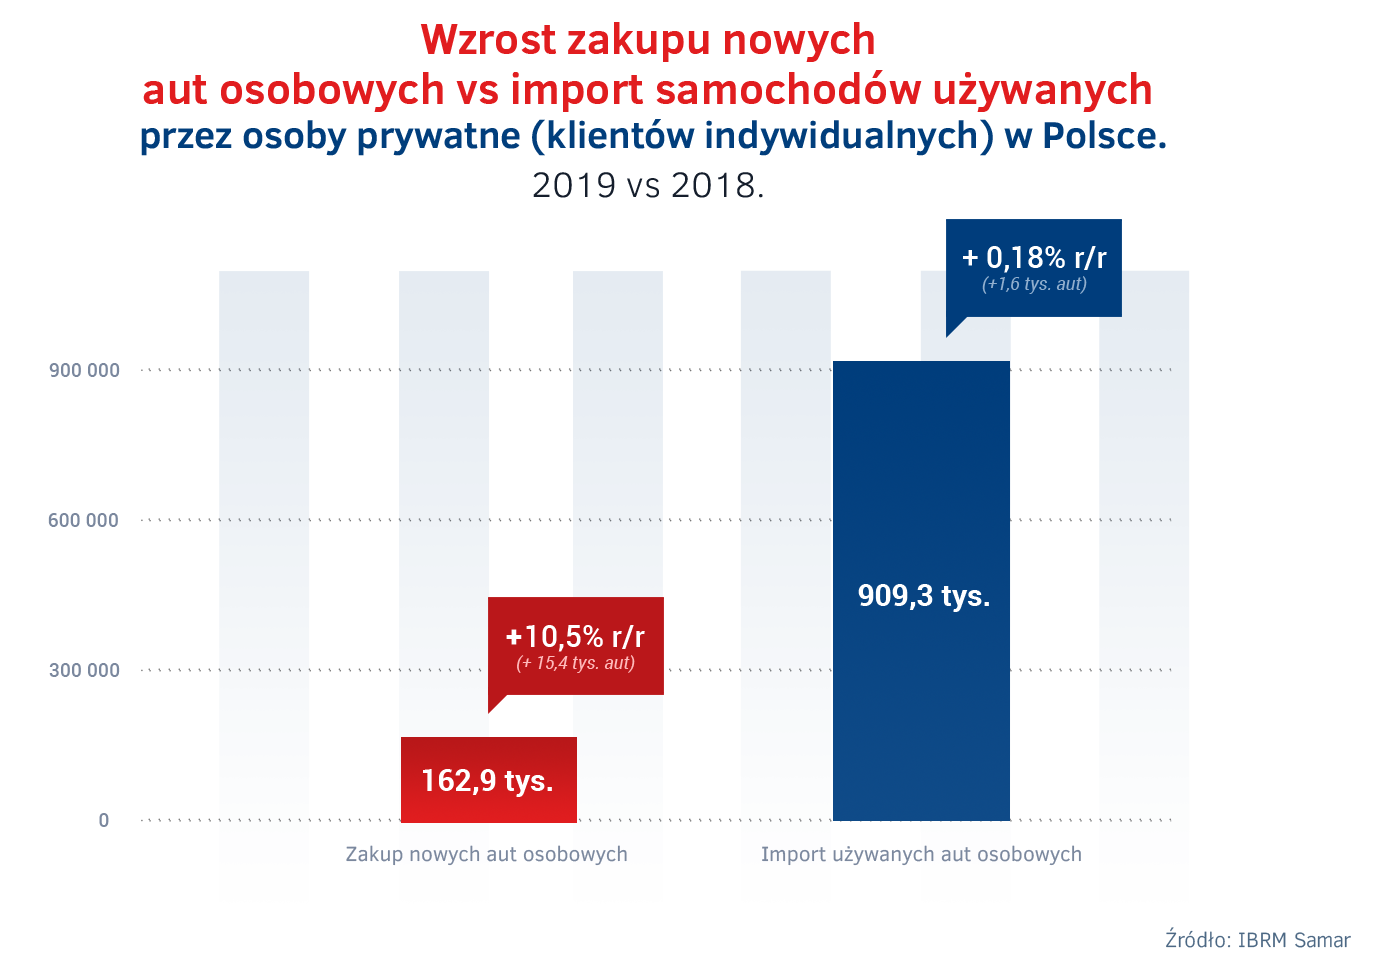 Wzrost zakupu nowych
aut osobowych vs import samochodów używanych
przez osoby prywatne (klientów indywidualnych) w Polsce.
2019 vs 2018.
+ 0,18% r/r
(+1,6 tys. aut)
900 000
600 000
909,3 tys.
+10,5% r/r
(+ 15,4 tys. aut)
300 000
162,9 tys.
0
Zakup nowych aut osobowych
Import używanych aut osobowych
Źródło: IBRM Samar